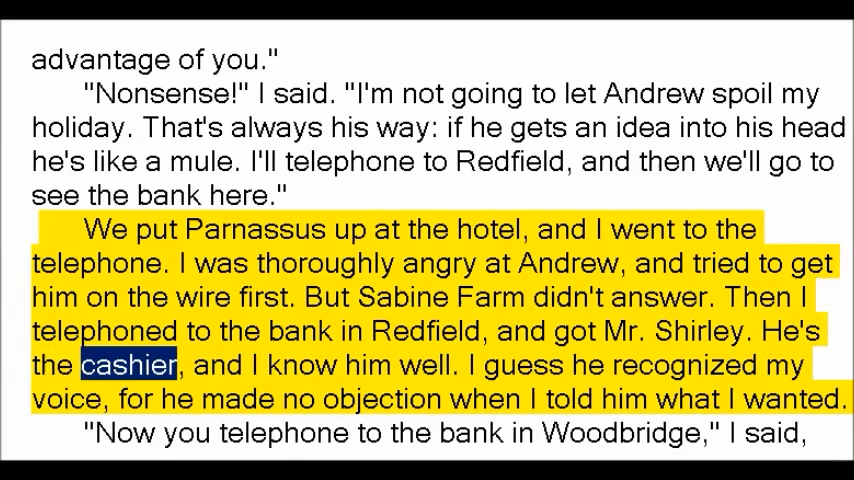 advantage of you."
"Nonsense!" I said. "I'm not going to let Andrew spoil my
holiday. That's always his way: if he gets an idea into his head
he's like a mule. I'll telephone to Redfield, and then we'll go to
see the bank here."
We put Parnassus up at the hotel, and I went to the
telephone. I was thoroughly angry at Andrew, and tried to get
him on the wire first. But Sabine Farm didn't answer. Then I
telephoned to the bank in Redfield, and got Mr. Shirley. He's
the cashier, and I know him well. I guess he recognized my
voice, for he made no objection when I told him what I wanted.
"Now you telephone to the bank in Woodbridge," I said,